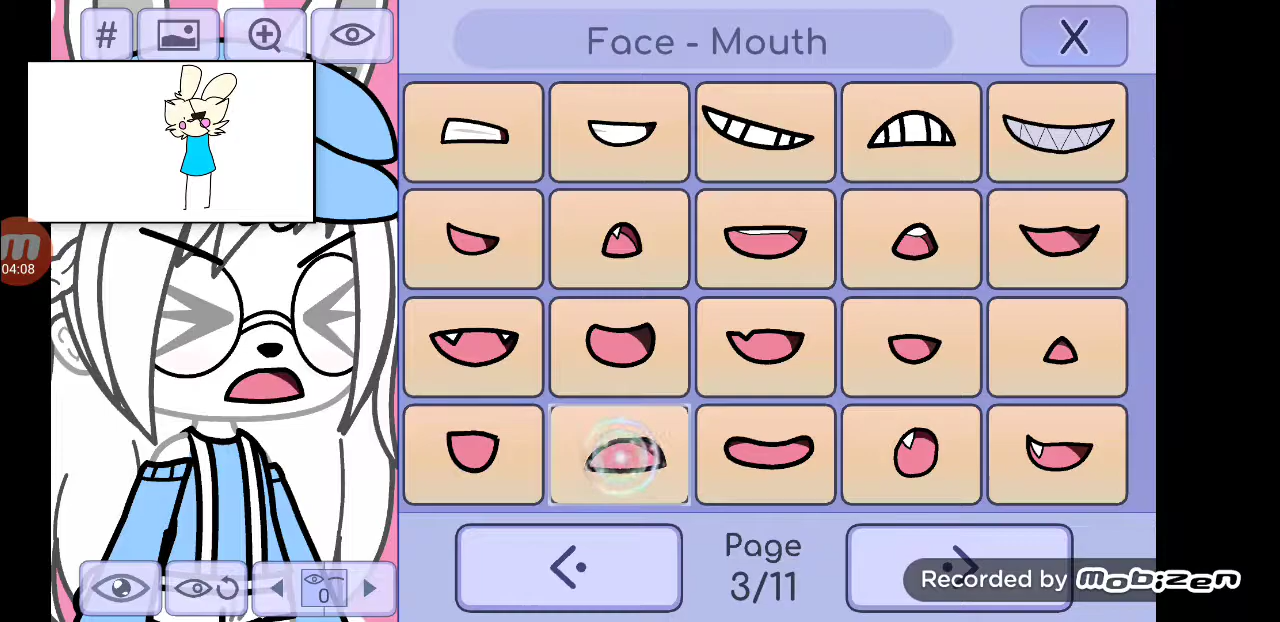 #
Face - Mouth
X
04:08
0
Page
3/11
Recorded by mobizen